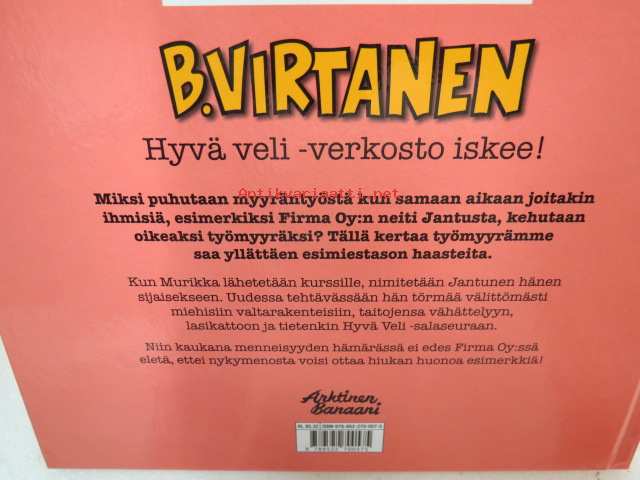 B.VIRTANEN
Hyvä veli -verkosto iskee!
Antikvariaatti.net
Miksi puhutaan myyräntyöstä kun samaan aikaan joitakin
ihmisiä, esimerkiksi Firma Oy:n neiti Jantusta, kehutaan
oikeaksi työmyyräksi? Tällä kertaa työmyyrämme
saa yllättäen esimiestason haasteita.
Kun Murikka lähetetään kurssille, nimitetään Jantunen hänen
sijaisekseen. Uudessa tehtävässään hän törmää välittömästi
miehisiin valtarakenteisiin, taitojensa vähättelyyn,
lasikattoon ja tietenkin Hyvä Veli -salaseuraan.
Niin kaukana menneisyyden hämärässä ei edes Firma Oy:ssä
eletä, ettei nykymenosta voisi ottaa hiukan huonoa esimerkkiä!
Arktinen
Banaani